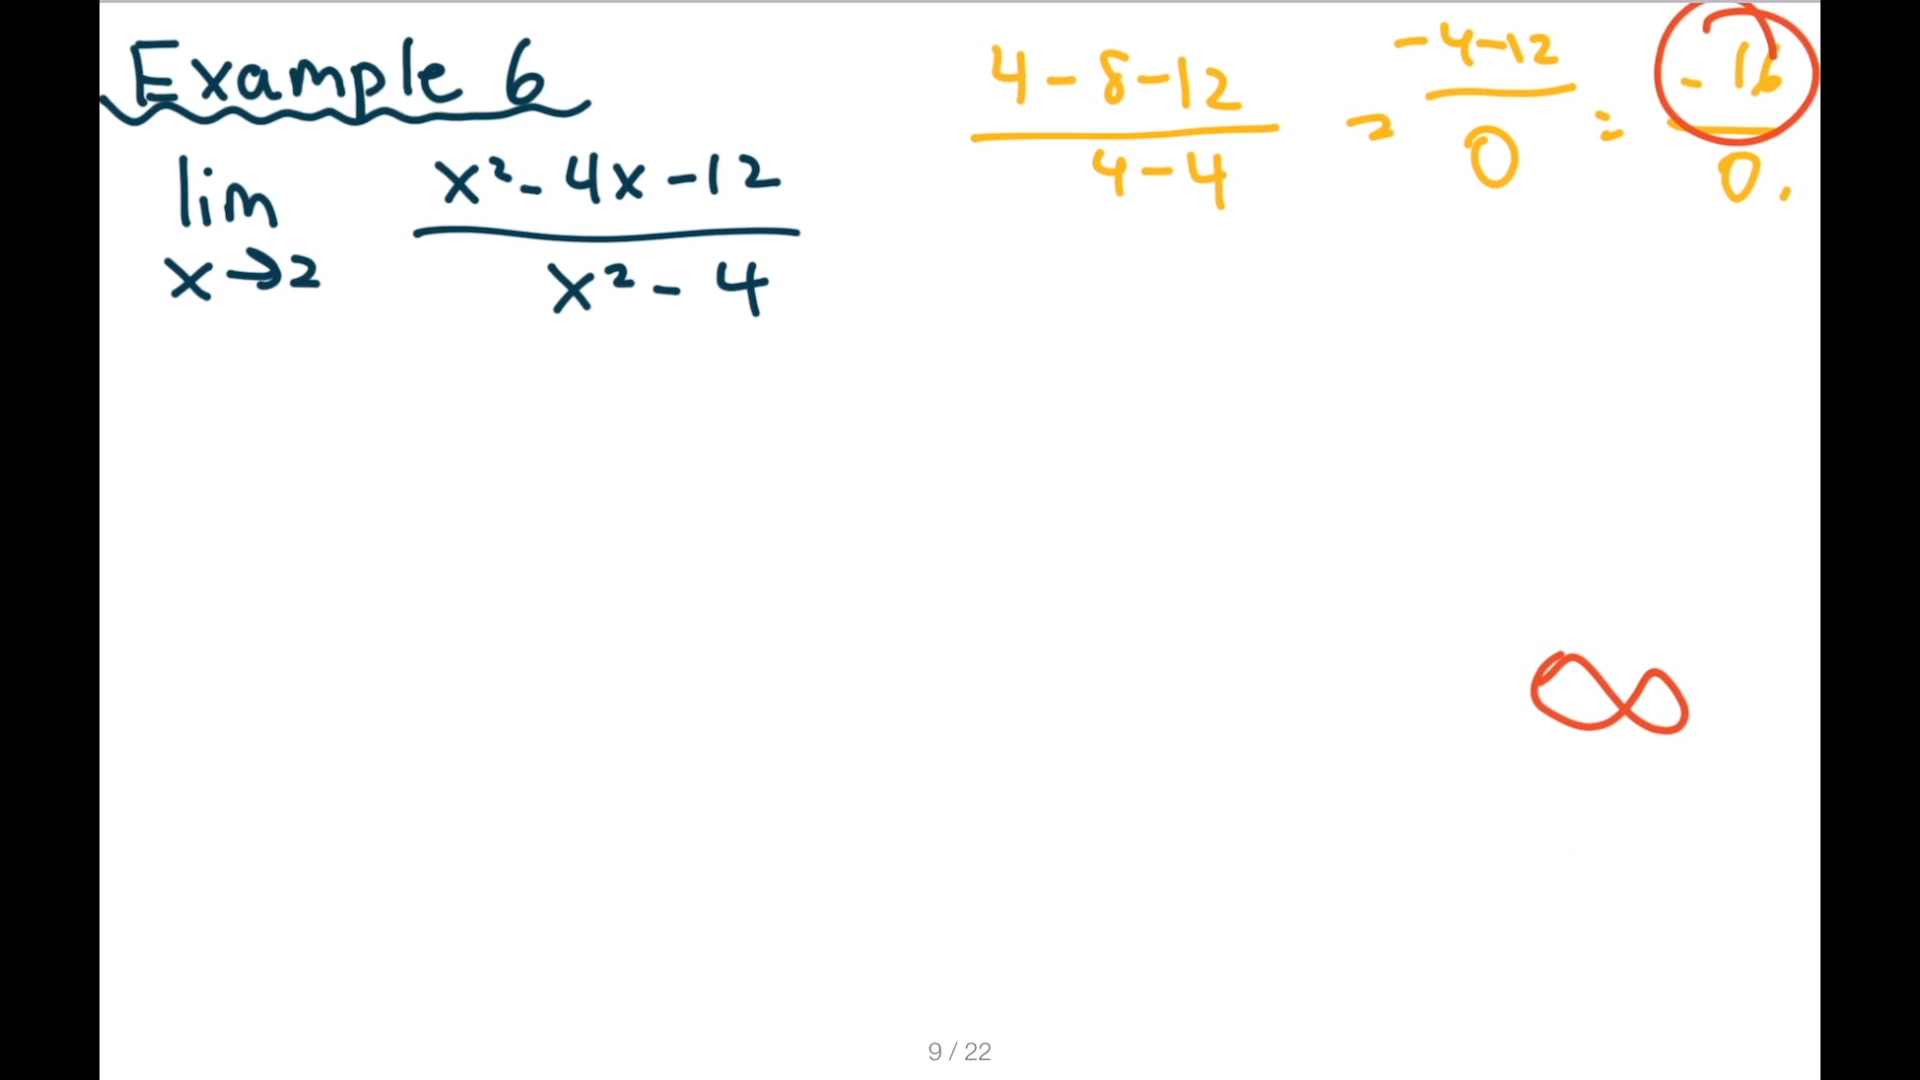 Example 6
lim x→2 (x² - 4x - 12) / (x² - 4)
(4 - 8 - 12) / (4 - 4) = (-4 - 12) / 0 = -16 / 0.
∞
9 / 22